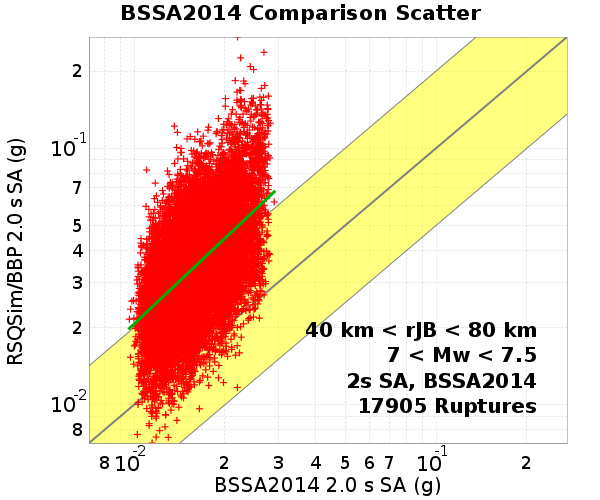 BSSA2014 Comparison Scatter
RSQSim/BBP 2.0 s SA (g)
2
10-1
7
5
4
3
2
10-2
8
40 km < rJB < 80 km
7 < Mw < 7.5
2s SA, BSSA2014
17905 Ruptures
8 10-2 2 3 4 5 6 7 10-1 2
BSSA2014 2.0 s SA (g)